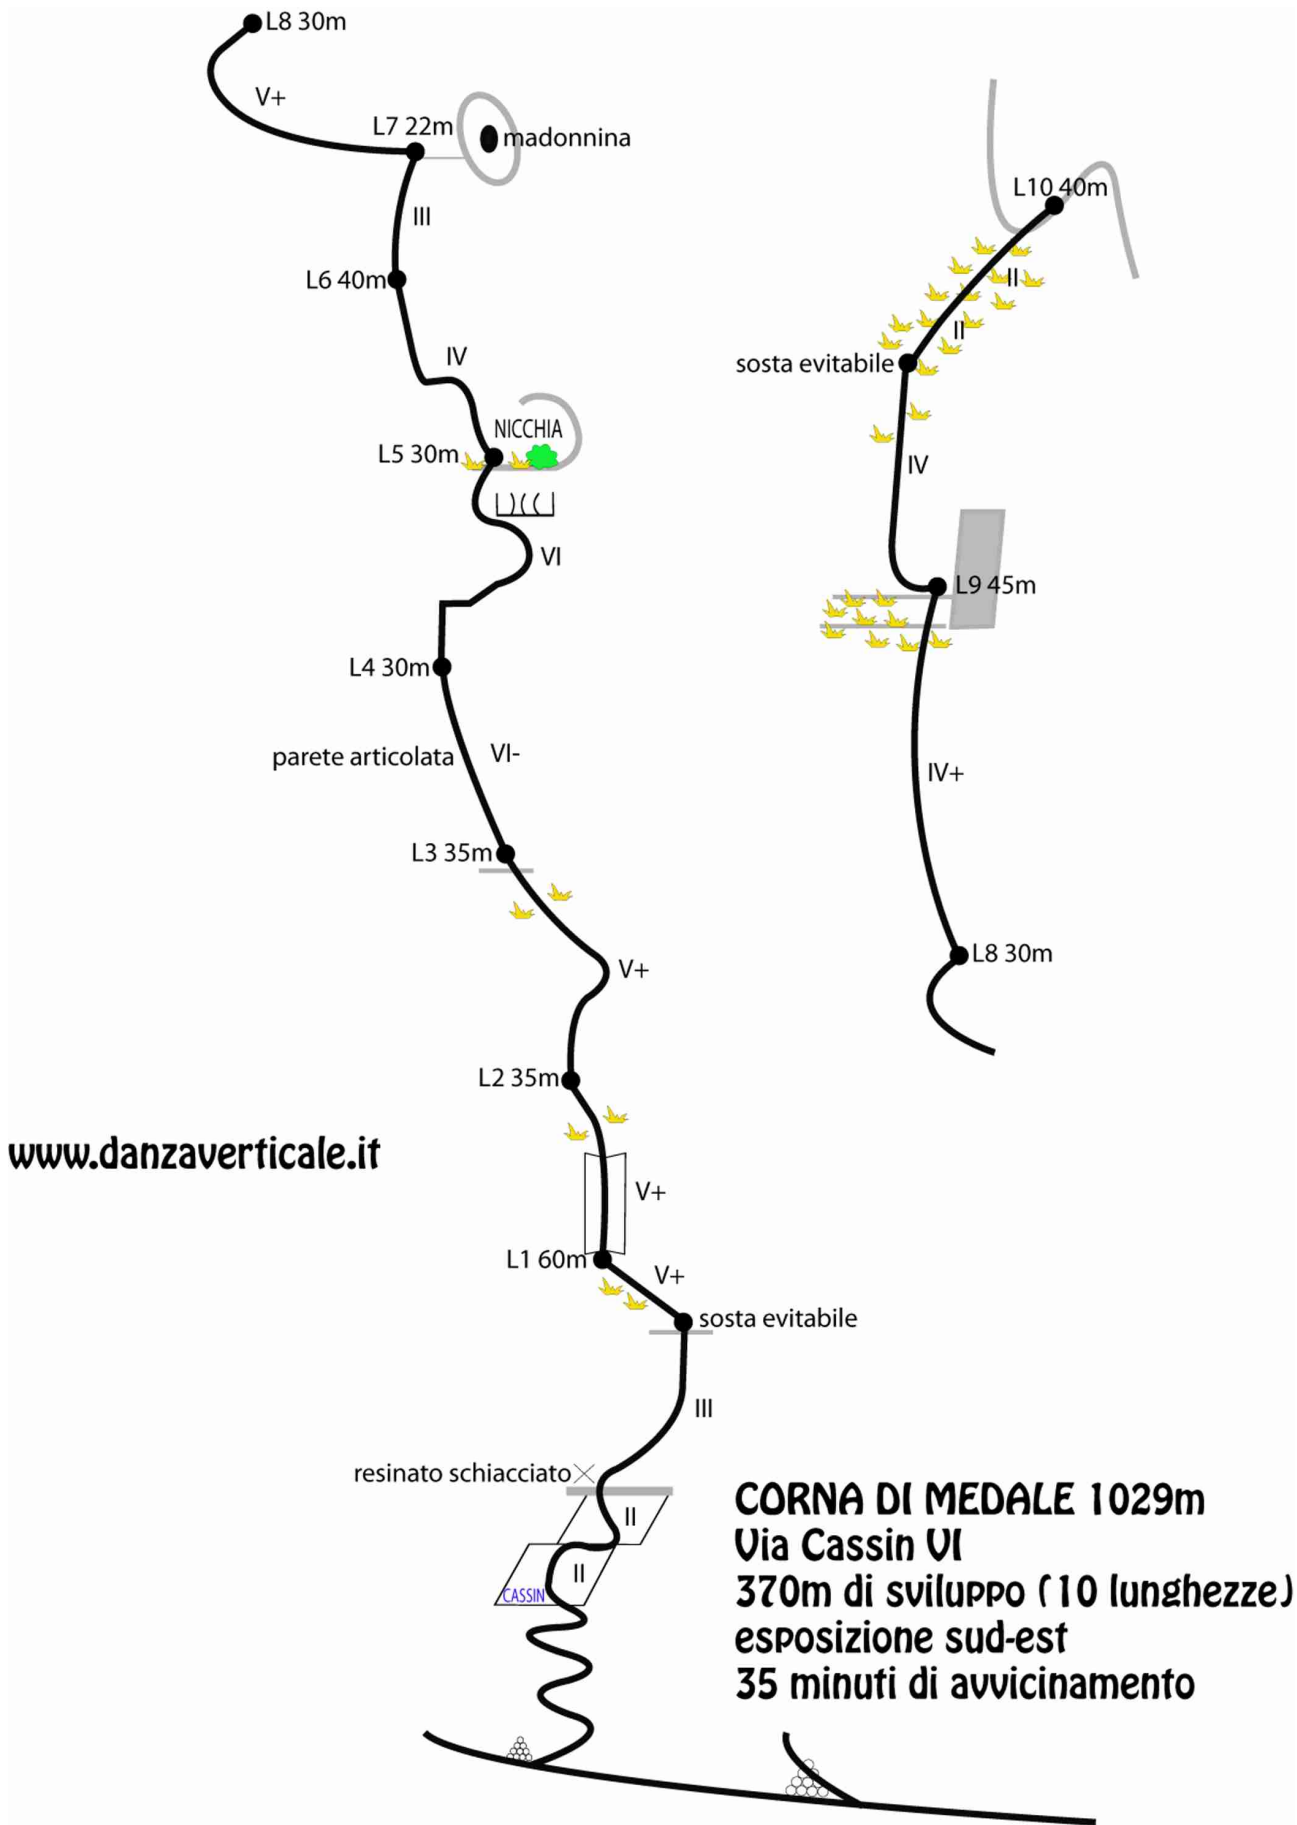 L8 30m
V+
L7 22m
madonnina
III
L6 40m
IV
NICCHIA
L5 30m
VI
L4 30m
parete articolata
VI-
L3 35m
V+
L2 35m
V+
L1 60m
V+
sosta evitabile
III
resinato schiacciato
II
II
CASSIN
www.danzaverticale.it
L10 40m
II
II
sosta evitabile
IV
L9 45m
IV+
L8 30m
CORNA DI MEDALE 1029m
Via Cassin VI
370m di sviluppo (10 lunghezze)
esposizione sud-est
35 minuti di avvicinamento